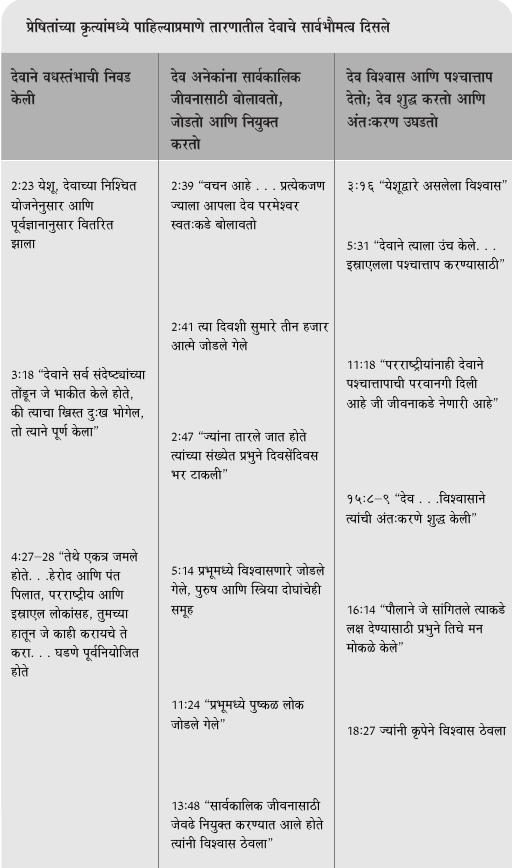 प्रेषितांच्या कृत्यांमध्ये पाहिल्याप्रमाणे तारणातील देवाचे सार्वभौमत्व दिसले
देवाने वधस्तंभाची निवड
केली
देव अनेकांना सार्वकालिक
जीवनासाठी बोलावतो,
जोडतो आणि नियुक्त
करतो
देव विश्वास आणि पश्चात्ताप
देतो; देव शुद्ध करतो आणि
अंतःकरण उघडतो
2:23 येशू, देवाच्या निश्चित
योजनेनुसार आणि
पूर्वज्ञानानुसार वितरित
झाला
3:18 “देवाने सर्व संदेष्ट्यांच्या
तोंडून जे भाकीत केले होते,
की त्याचा ख्रिस्त दुःख भोगेल,
तो त्याने पूर्ण केला”
4:27–28 “तेथे एकत्र जमले
होते. . .हेरोद आणि पंत
पिलात, परराष्ट्रीय आणि
इस्राएल लोकांसह, तुमच्या
हातून जे काही करायचे ते
करा. . . घडणे पूर्वनियोजित
होते
2:39 “वचन आहे . . . प्रत्येकजण
ज्याला आपला देव परमेश्वर
स्वतःकडे बोलावतो
2:41 त्या दिवशी सुमारे तीन हजार
आत्मे जोडले गेले
2:47 “ज्यांना तारले जात होते
त्यांच्या संख्येत प्रभुने दिवसेंदिवस
भर टाकली”
5:14 प्रभूमध्ये विश्वासणारे जोडले
गेले, पुरुष आणि स्त्रिया दोघांचेही
समूह
11:24 “प्रभूमध्ये पुष्कळ लोक
जोडले गेले”
13:48 “सार्वकालिक जीवनासाठी
जेवढे नियुक्त करण्यात आले होते
त्यांनी विश्वास ठेवला”
३:१६ “येशूद्वारे असलेला विश्वास”
5:31 “देवाने त्याला उंच केले. . .
इस्राएलला पश्चात्ताप करण्यासाठी”
11:18 “परराष्ट्रीयांनाही देवाने
पश्चात्तापाची परवानगी दिली
आहे जी जीवनाकडे नेणारी आहे”
१५:८–९ “देव . . .विश्वासाने
त्यांची अंतःकरणे शुद्ध केली”
16:14 “पौलाने जे सांगितले त्याकडे
लक्ष देण्यासाठी प्रभुने तिचे मन
मोकळे केले”
18:27 ज्यांनी कृपेने विश्वास ठेवला